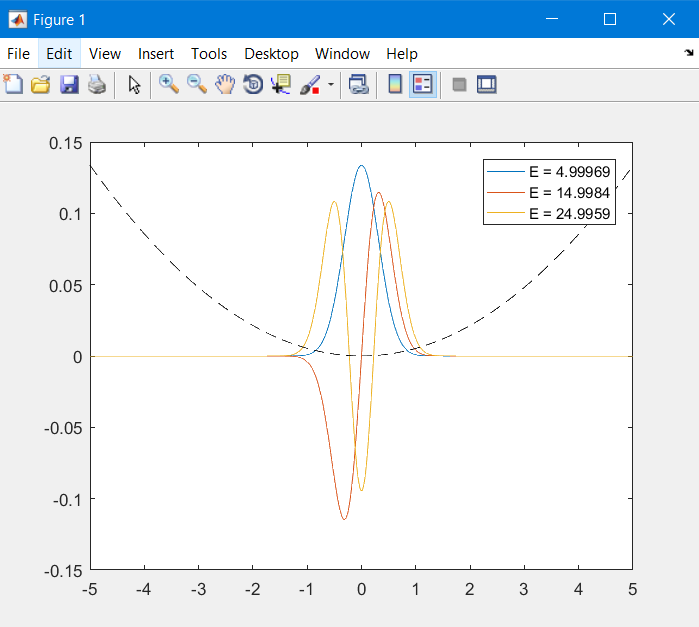 Figure 1
File Edit View Insert Tools Desktop Window Help
0.15
0.1
0.05
0
-0.05
-0.1
-0.15
-5 -4 -3 -2 -1 0 1 2 3 4 5
E = 4.99969
E = 14.9984
E = 24.9959